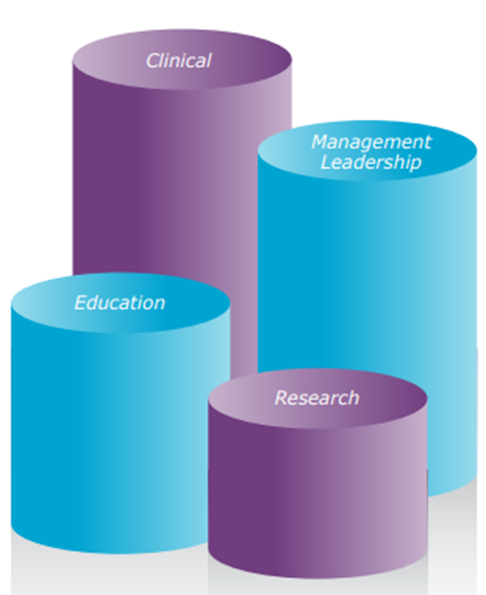 Clinical
Management
Leadership
Education
Research